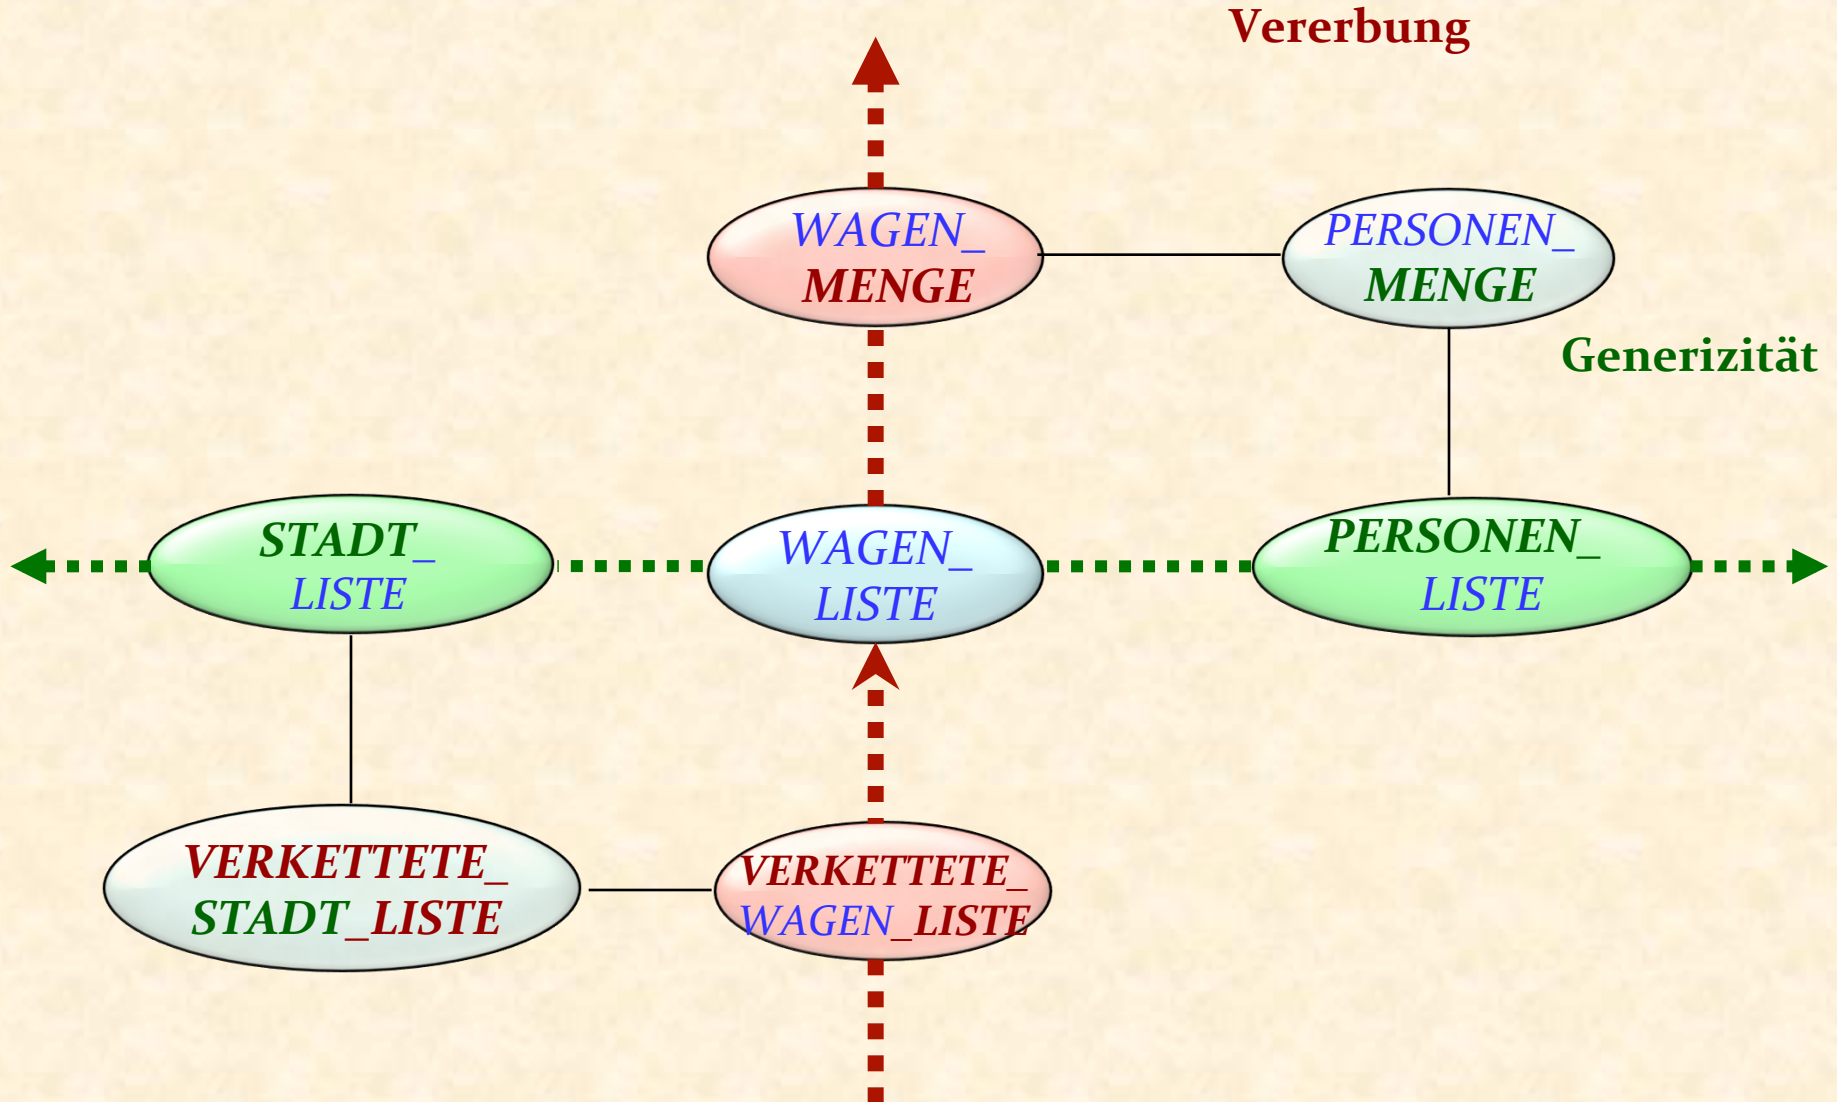 Vererbung
WAGEN_
MENGE
PERSONEN_
MENGE
Generizität
STADT_
LISTE
WAGEN_
LISTE
PERSONEN_
LISTE
VERKETTETE_
STADT_LISTE
VERKETTETE_
WAGEN_LISTE